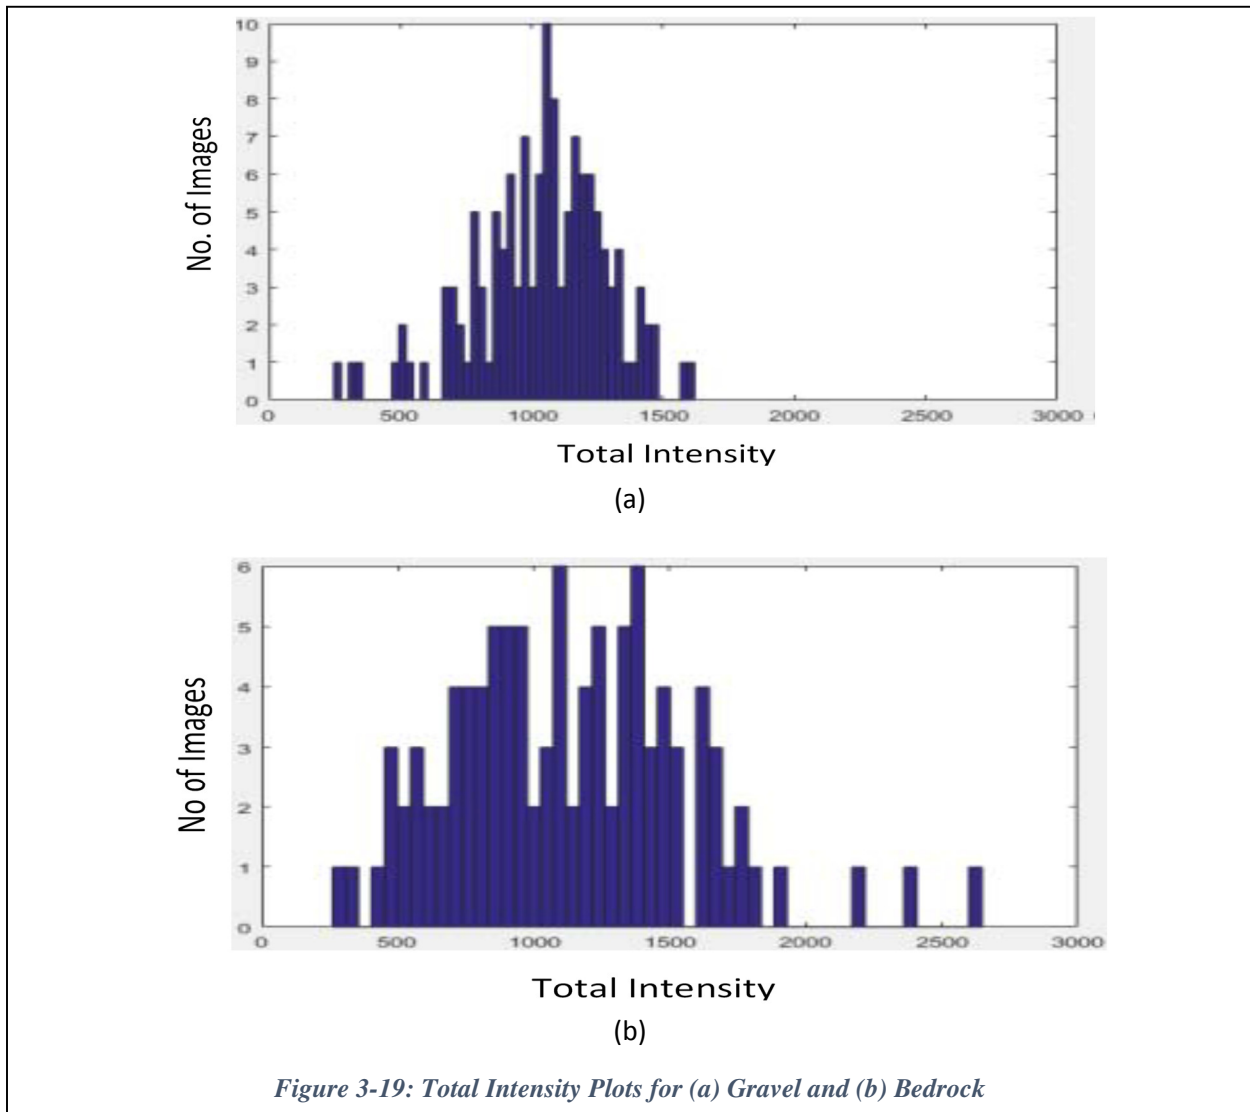 10
9
8
7
6
5
4
3
2
1
0
No. of Images
0 500 1000 1500 2000 2500 3000
Total Intensity
(a)
6
5
4
3
2
1
0
No of Images
0 500 1000 1500 2000 2500 3000
Total Intensity
(b)
Figure 3-19: Total Intensity Plots for (a) Gravel and (b) Bedrock